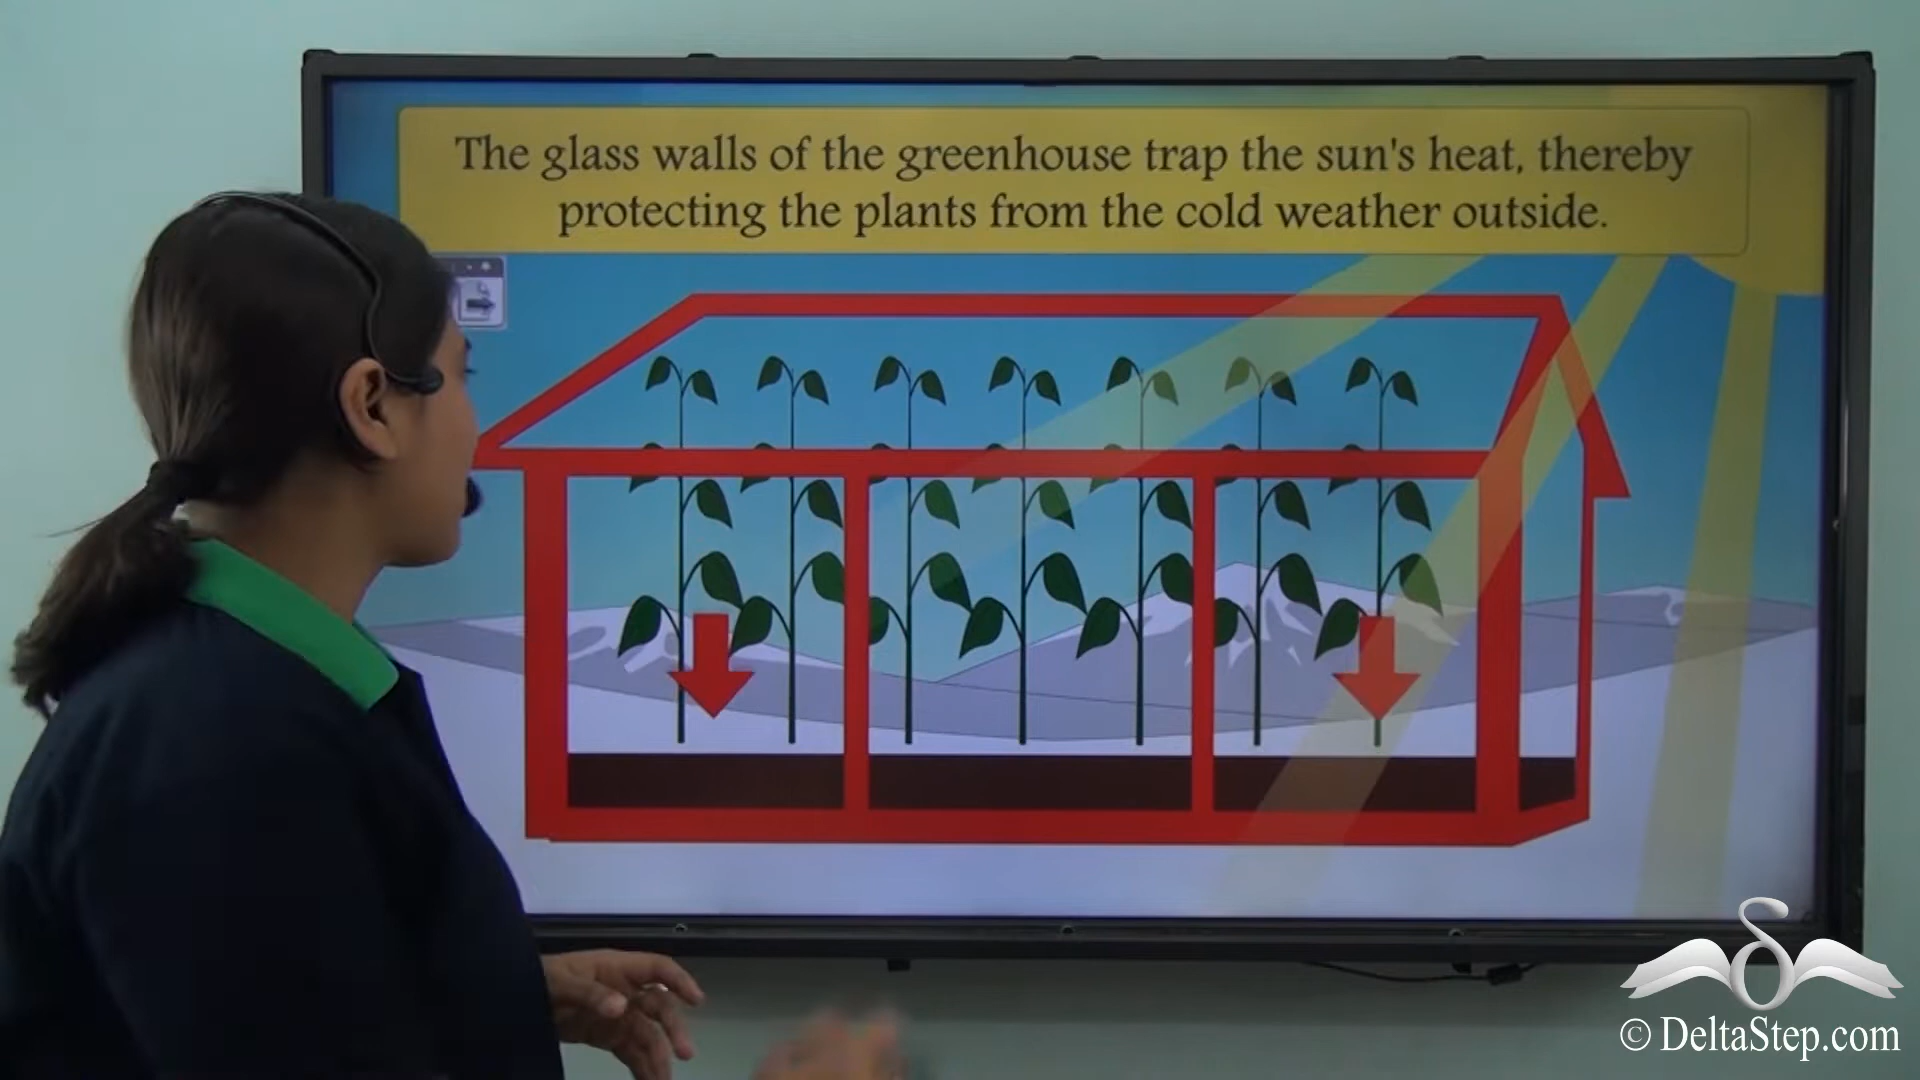 The glass walls of the greenhouse trap the sun's heat, thereby
protecting the plants from the cold weather outside.
© DeltaStep.com